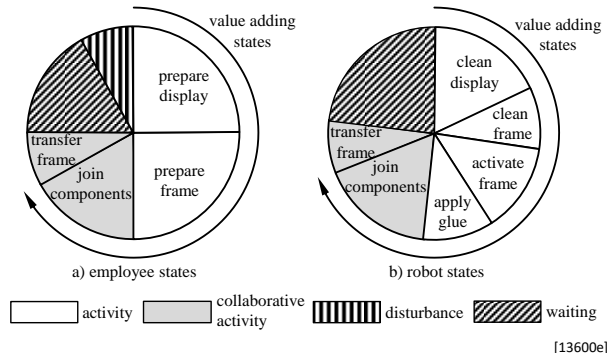 value adding
states
prepare
display
prepare
frame
join
components
transfer
frame
a) employee states
value adding
states
clean
display
clean
frame
activate
frame
apply
glue
join
components
transfer
frame
b) robot states
activity
collaborative
activity
disturbance
waiting
[13600e]